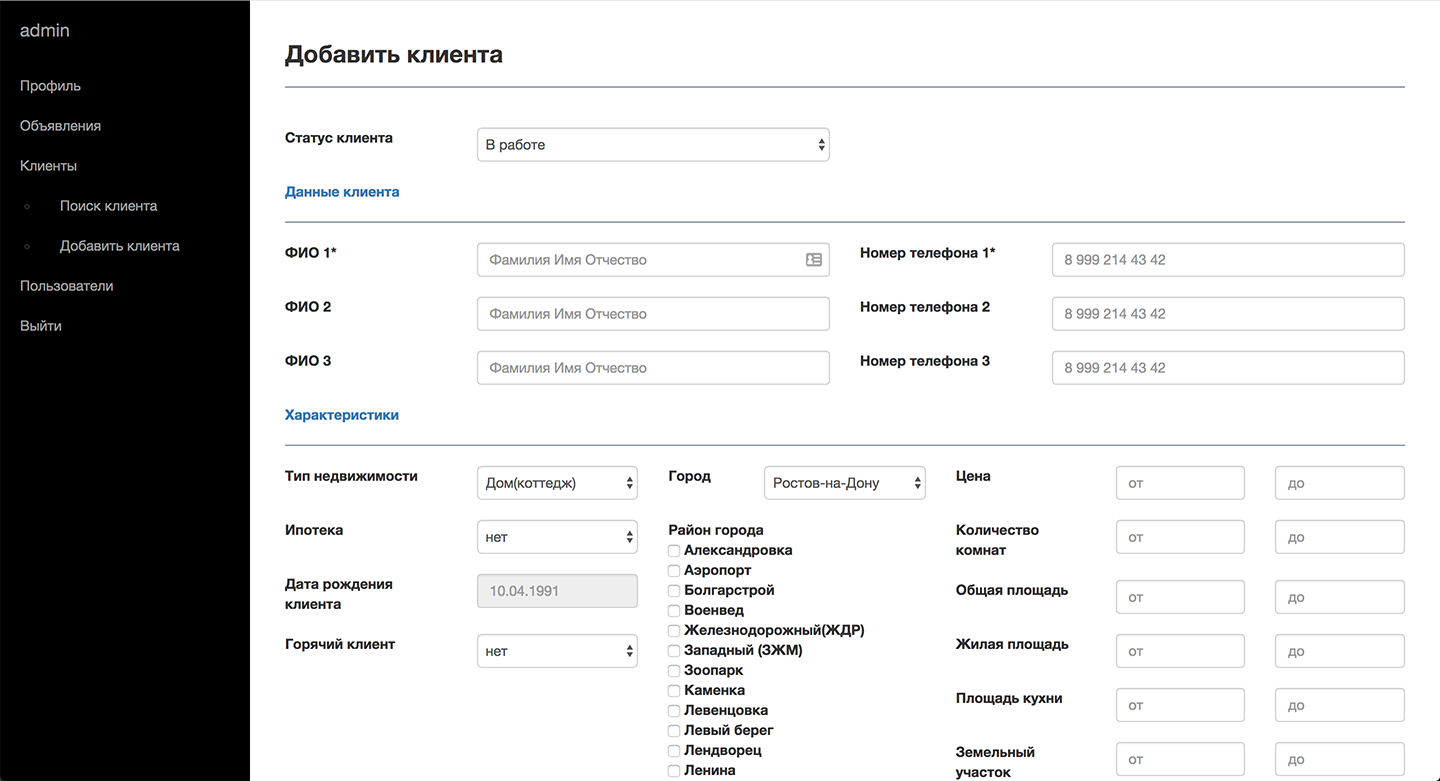 admin
Профиль
Объявления
Клиенты
Поиск клиента
Добавить клиента
Пользователи
Выйти
Добавить клиента
Статус клиента
В работе
Данные клиента
ФИО 1*
Фамилия Имя Отчество
Номер телефона 1*
8 999 214 43 42
ФИО 2
Фамилия Имя Отчество
Номер телефона 2
8 999 214 43 42
ФИО 3
Фамилия Имя Отчество
Номер телефона 3
8 999 214 43 42
Характеристики
Тип недвижимости
Дом(коттедж)
Ипотека
нет
Дата рождения
клиента
10.04.1991
Горячий клиент
нет
Город
Ростов-на-Дону
Район города
Александровка
Аэропорт
Болгарстрой
Военвед
Железнодорожный(ЖДР)
Западный (ЗЖМ)
Зоопарк
Каменка
Левенцовка
Левый берег
Лендворец
Ленина
Цена
от
до
Количество
комнат
от
до
Общая площадь
от
до
Жилая площадь
от
до
Площадь кухни
от
до
Земельный
участок
от
до